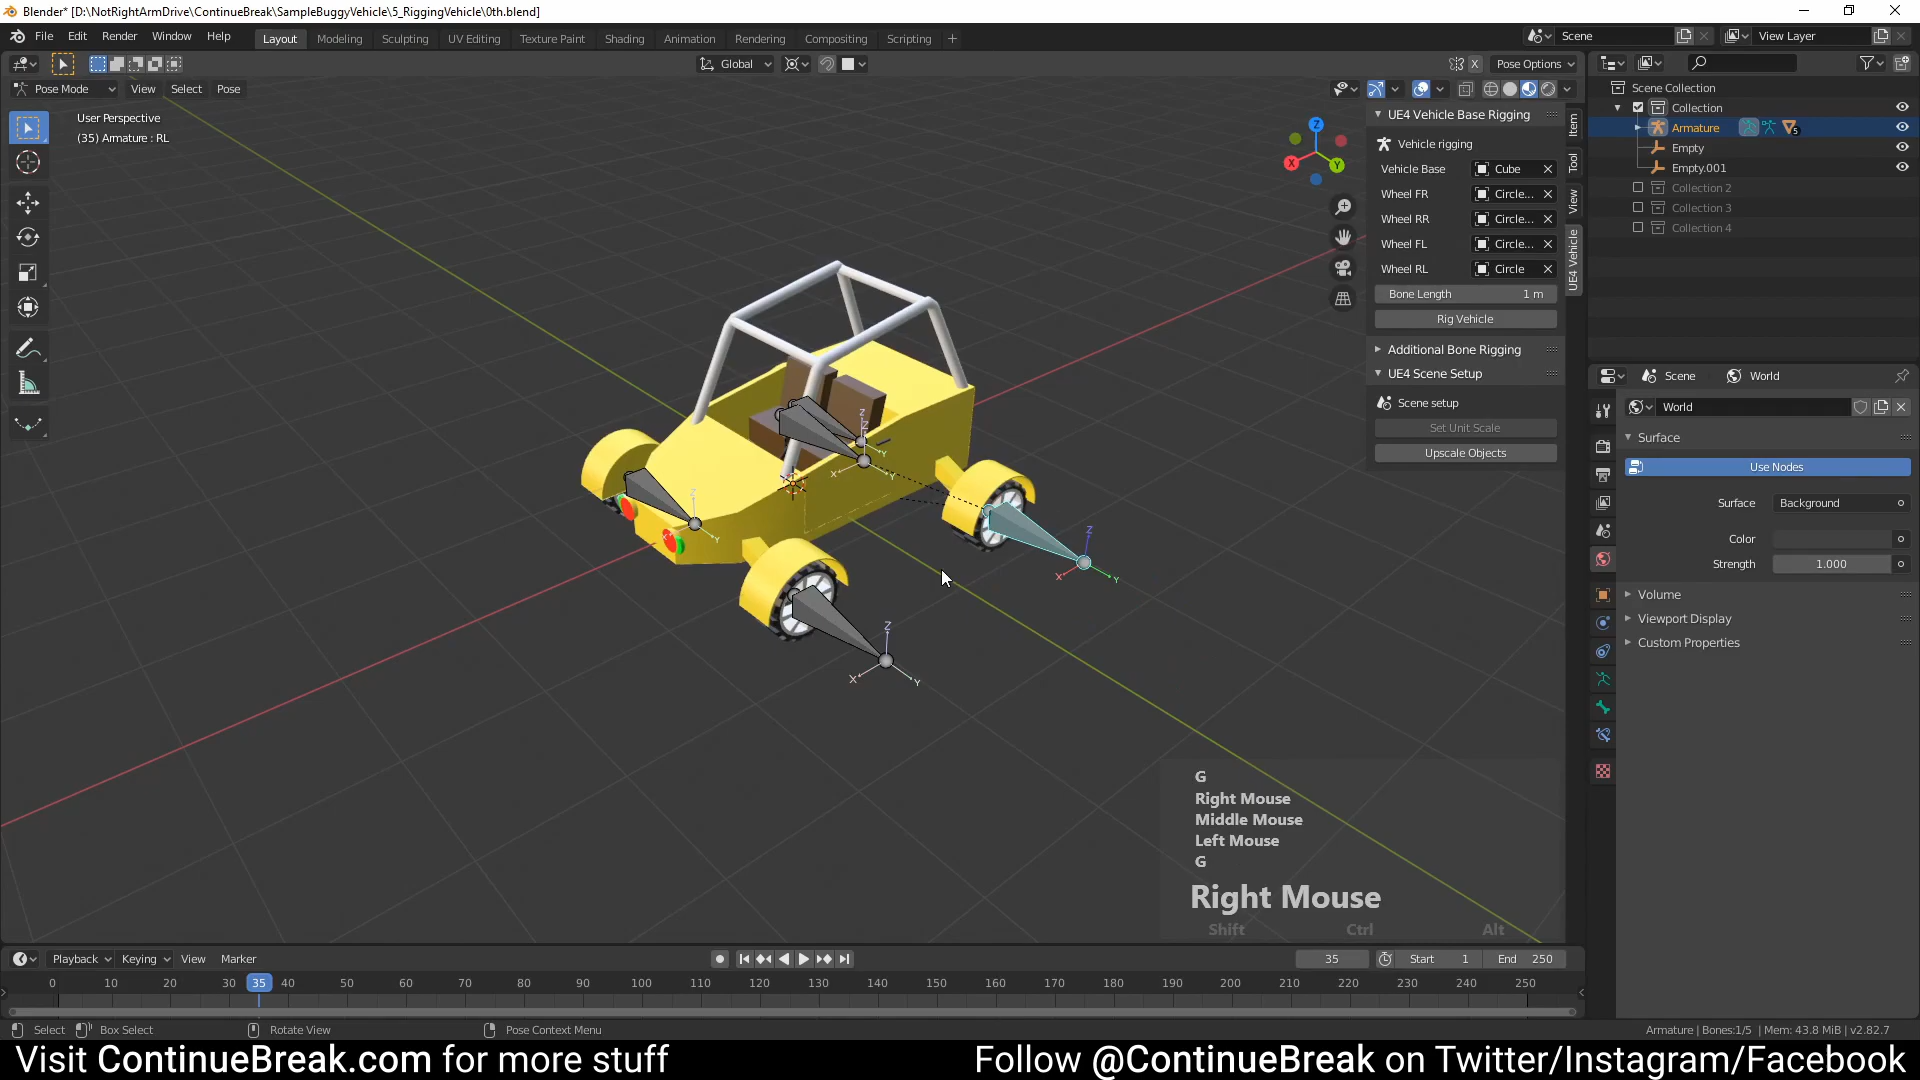 Blender* [D:\NotRightArmDrive\ContinueBreak\SampleBuggyVehicle\5_RiggingVehicle\0th.blend]
File Edit Render Window Help Layout Modeling Sculpting UV Editing Texture Paint Shading Animation Rendering Compositing Scripting + Scene View Layer
Global X Pose Options
Pose Mode View Select Pose
User Perspective
(35) Armature : RL
UE4 Vehicle Base Rigging
Vehicle rigging
Vehicle Base Cube
Wheel FR Circle...
Wheel RR Circle...
Wheel FL Circle...
Wheel RL Circle
Bone Length 1 m
Rig Vehicle
Additional Bone Rigging
UE4 Scene Setup
Scene setup
Set Unit Scale
Upscale Objects
Item
Tool
View
UE4 Vehicle
Scene Collection
Collection
Armature 5
Empty
Empty.001
Collection 2
Collection 3
Collection 4
Scene World
World
Surface
Use Nodes
Surface Background
Color
Strength 1.000
Volume
Viewport Display
Custom Properties
Z
X Y
Z
Z
Y
X Y
Z
Y
Z
X Y
Z
X Y
G
Right Mouse
Middle Mouse
Left Mouse
G
Right Mouse
Shift Ctrl Alt
Playback Keying View Marker 35 Start 1 End 250
0 10 20 30 35 40 50 60 70 80 90 100 110 120 130 140 150 160 170 180 190 200 210 220 230 240 250
Select Box Select Rotate View Pose Context Menu Armature | Bones:1/5 | Mem: 43.8 MiB | v2.82.7
Visit ContinueBreak.com for more stuff Follow @ContinueBreak on Twitter/Instagram/Facebook